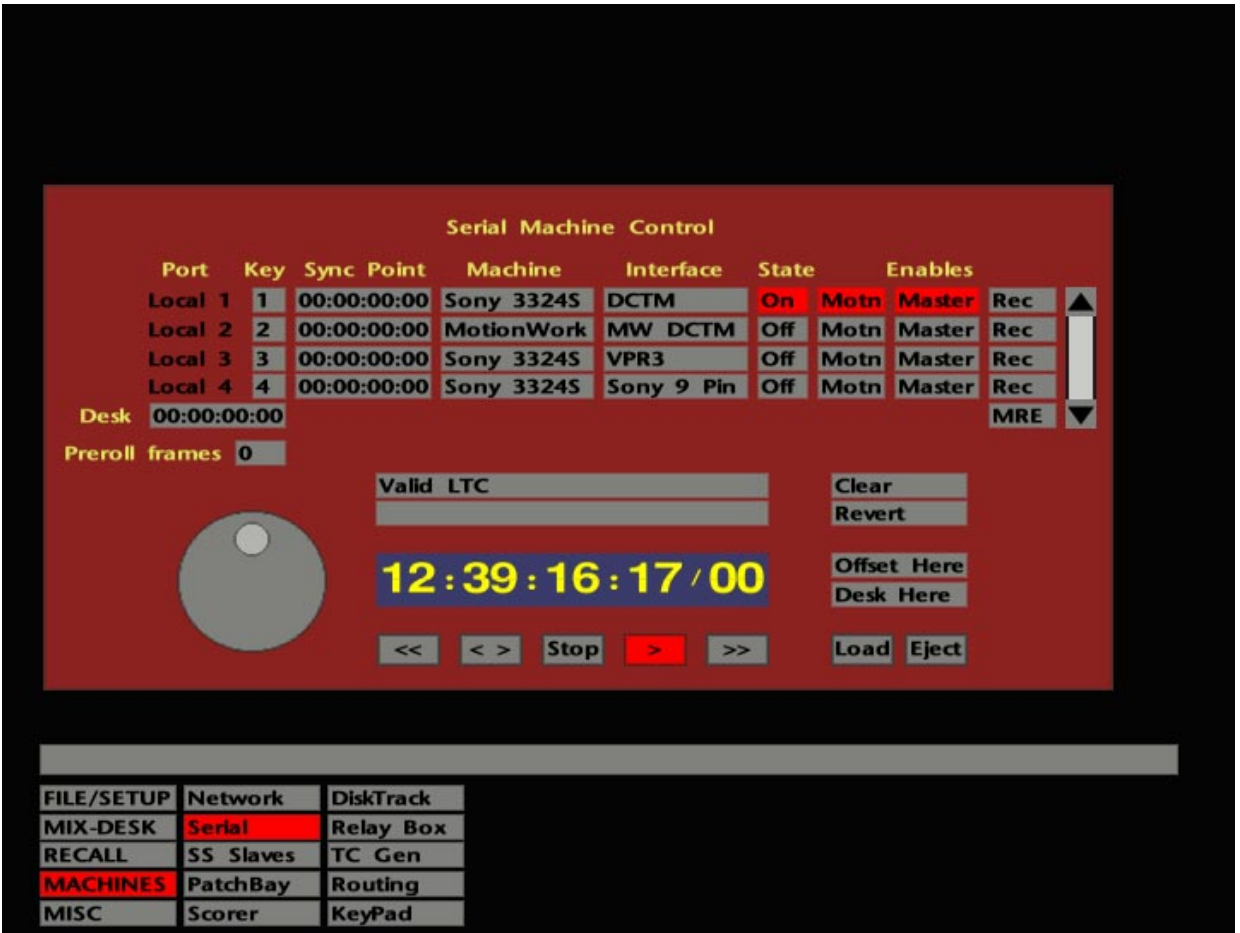 Serial Machine Control
Port Key Sync Point Machine Interface State Enables
Local 1 1 00:00:00:00 Sony 3324S DCTM On Motn Master Rec
Local 2 2 00:00:00:00 MotionWork MW DCTM Off Motn Master Rec
Local 3 3 00:00:00:00 Sony 3324S VPR3 Off Motn Master Rec
Local 4 4 00:00:00:00 Sony 3324S Sony 9 Pin Off Motn Master Rec
Desk 00:00:00:00 MRE
Preroll frames 0
Valid LTC Clear
Revert
12:39:16:17/00 Offset Here
Desk Here
<< < > Stop > >> Load Eject
FILE/SETUP Network DiskTrack
MIX-DESK Serial Relay Box
RECALL SS Slaves TC Gen
MACHINES PatchBay Routing
MISC Scorer KeyPad